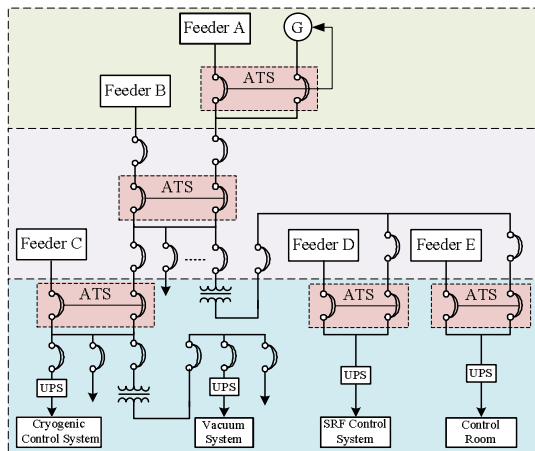 Feeder A
G
ATS
Feeder B
ATS
Feeder C
Feeder D
Feeder E
ATS
ATS
ATS
UPS
UPS
UPS
UPS
Cryogenic
Control System
Vacuum
System
SRF Control
System
Control
Room